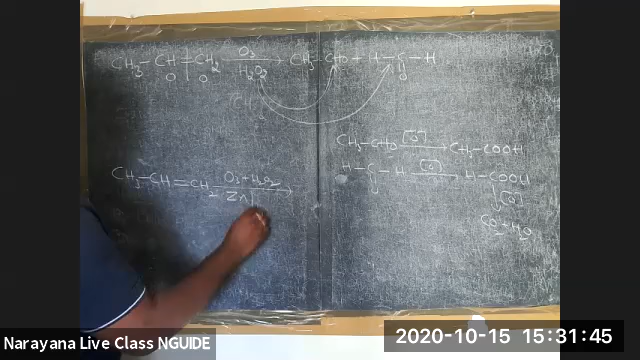 CH3-CH=CH2 O3/H2O2 → CH3-CHO + H-C-H
O O O
CH3-CHO [O] → CH3-COOH
H-C-H [O] → H-COOH
O [O]
CO2+H2O
CH3-CH=CH2 O3+H2O → 
Zn|
Narayana Live Class NGUIDE
2020-10-15 15:31:45